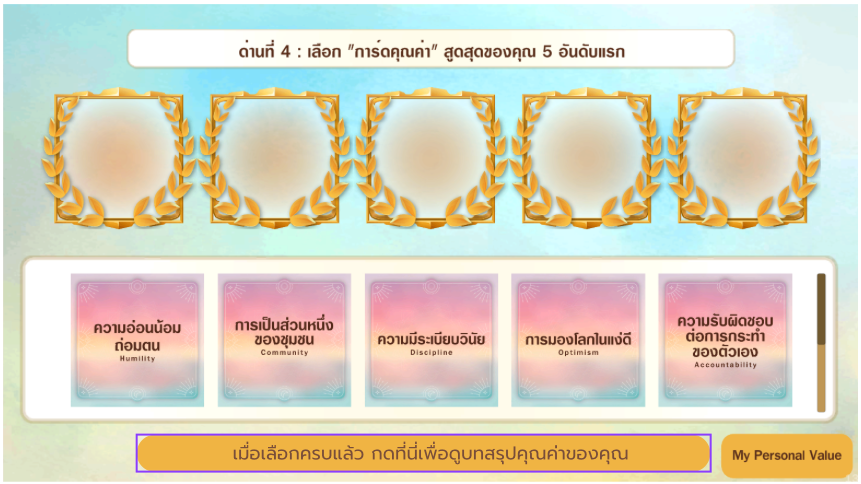 ด่านที่ 4 : เลือก "การ์ดคุณค่า" สูดสุดของคุณ 5 อันดับแรก
ความอ่อนน้อม
ถ่อมตน
Humility
การเป็นส่วนหนึ่ง
ของชุมชน
Community
ความมีระเบียบวินัย
Discipline
การมองโลกในแง่ดี
Optimism
ความรับผิดชอบ
ต่อการกระทำ
ของตัวเอง
Accountability
เมื่อเลือกครบแล้ว กดที่นี่เพื่อดูบทสรุปคุณค่าของคุณ
My Personal Value